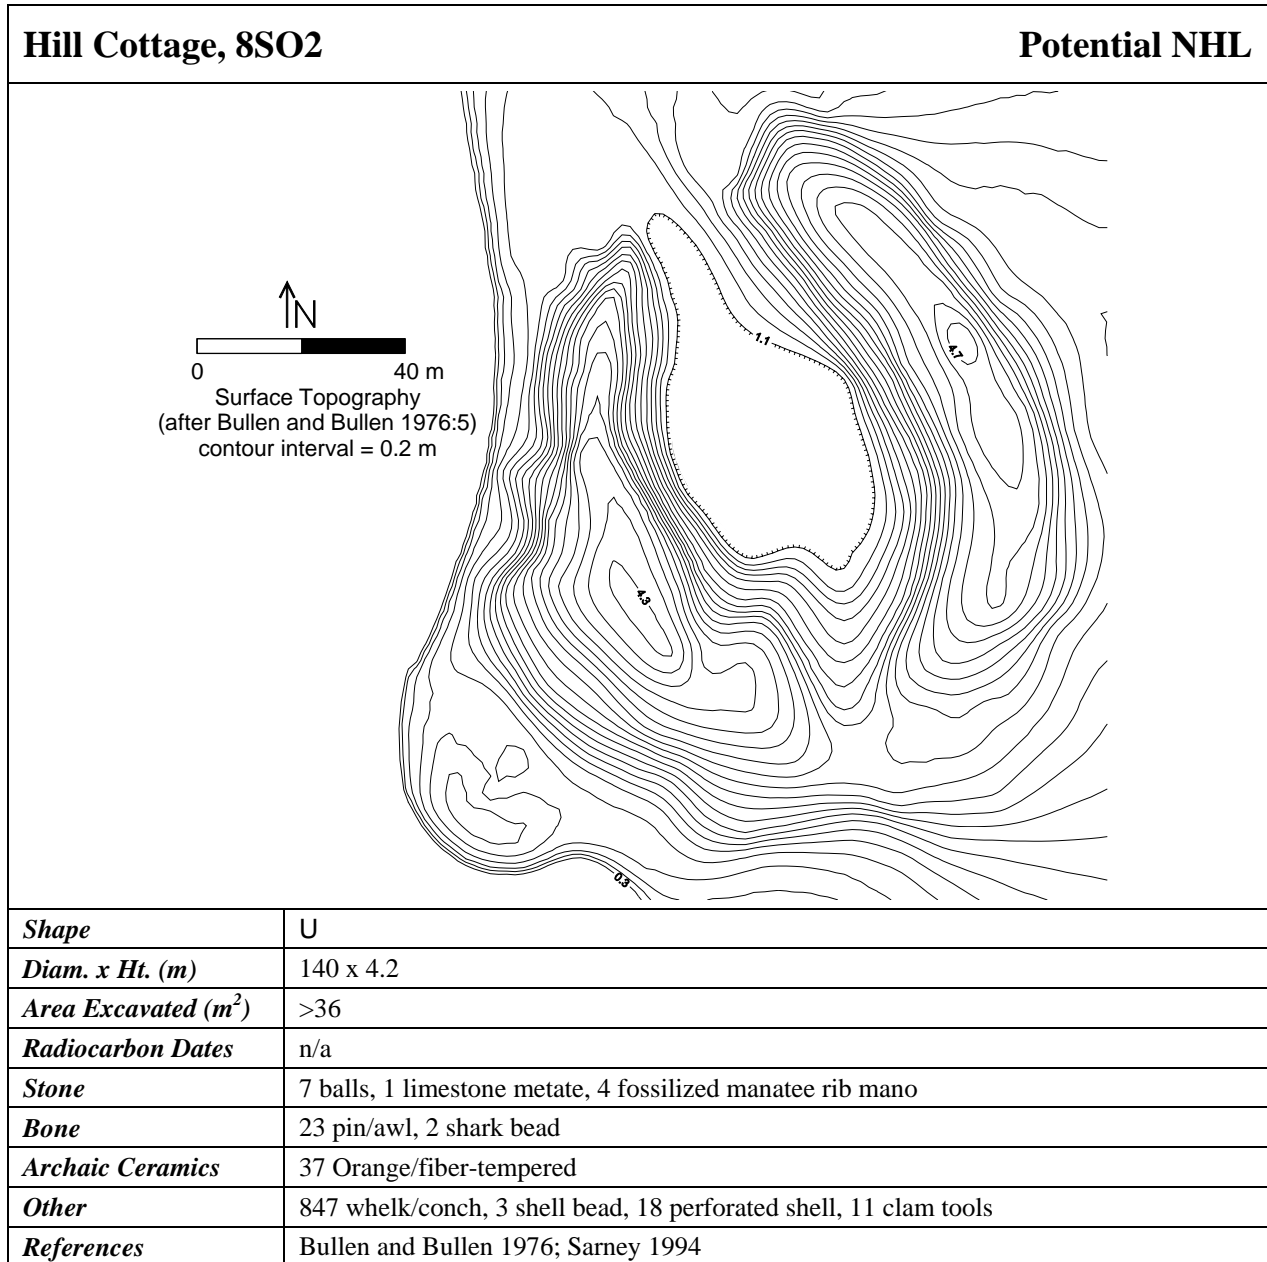 Hill Cottage, 8SO2 Potential NHL
1.1
4.7
N
0 40 m
Surface Topography
(after Bullen and Bullen 1976:5)
contour interval = 0.2 m
4.3
0.3
Shape U
Diam. x Ht. (m) 140 x 4.2
Area Excavated (m²) >36
Radiocarbon Dates n/a
Stone 7 balls, 1 limestone metate, 4 fossilized manatee rib mano
Bone 23 pin/awl, 2 shark bead
Archaic Ceramics 37 Orange/fiber-tempered
Other 847 whelk/conch, 3 shell bead, 18 perforated shell, 11 clam tools
References Bullen and Bullen 1976; Sarney 1994